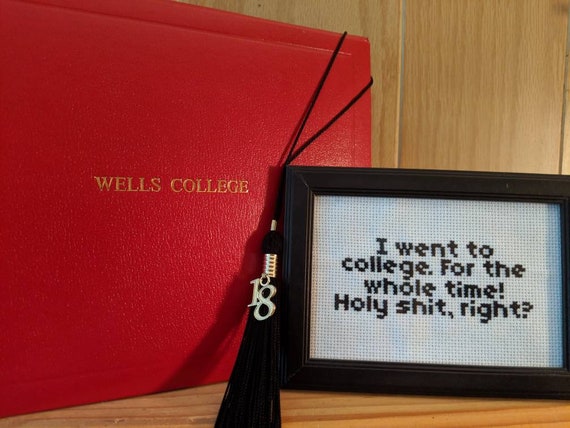 WELLS COLLEGE
18
I went to
college. For the
whole time!
Holy shit, right?